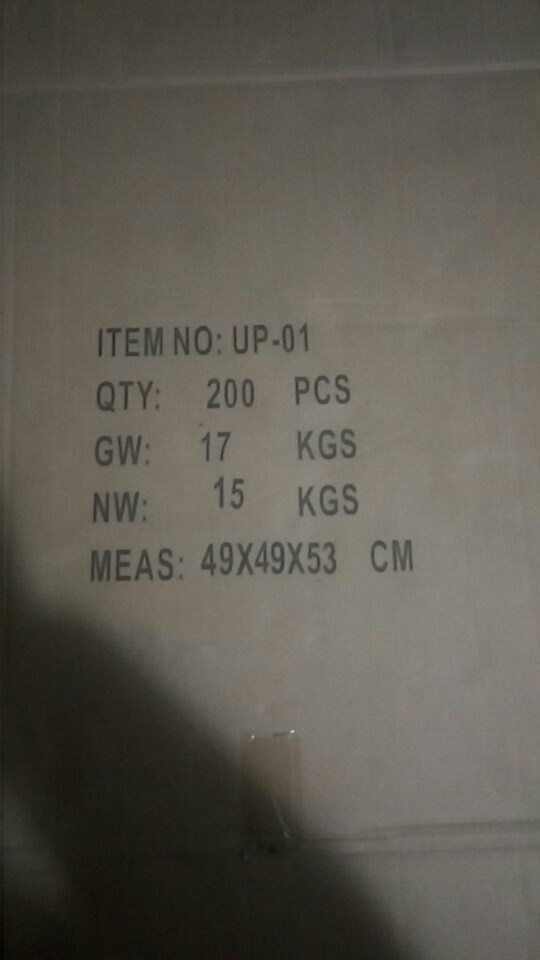 ITEM NO: UP-01
QTY: 200 PCS
GW: 17 KGS
NW: 15 KGS
MEAS: 49X49X53 CM